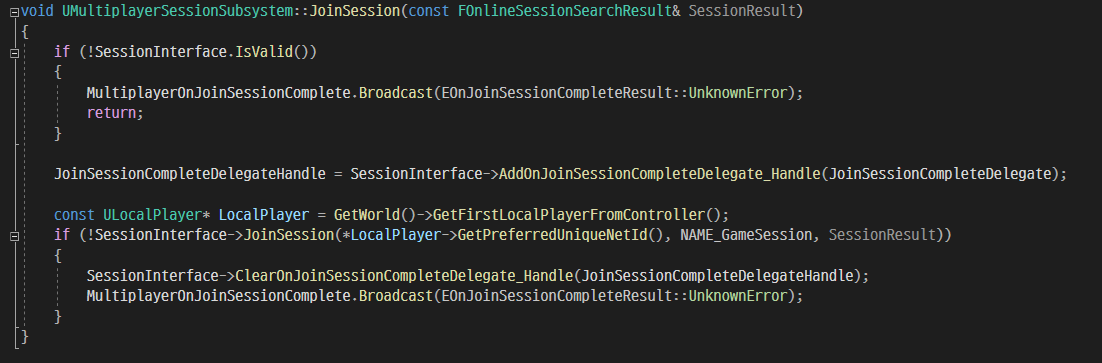 void UMultiplayerSessionSubsystem::JoinSession(const FOnlineSessionSearchResult& SessionResult)
{
    if (!SessionInterface.IsValid())
    {
        MultiplayerOnJoinSessionComplete.Broadcast(EOnJoinSessionCompleteResult::UnknownError);
        return;
    }

    JoinSessionCompleteDelegateHandle = SessionInterface->AddOnJoinSessionCompleteDelegate_Handle(JoinSessionCompleteDelegate);

    const ULocalPlayer* LocalPlayer = GetWorld()->GetFirstLocalPlayerFromController();
    if (!SessionInterface->JoinSession(*LocalPlayer->GetPreferredUniqueNetId(), NAME_GameSession, SessionResult))
    {
        SessionInterface->ClearOnJoinSessionCompleteDelegate_Handle(JoinSessionCompleteDelegateHandle);
        MultiplayerOnJoinSessionComplete.Broadcast(EOnJoinSessionCompleteResult::UnknownError);
    }
}